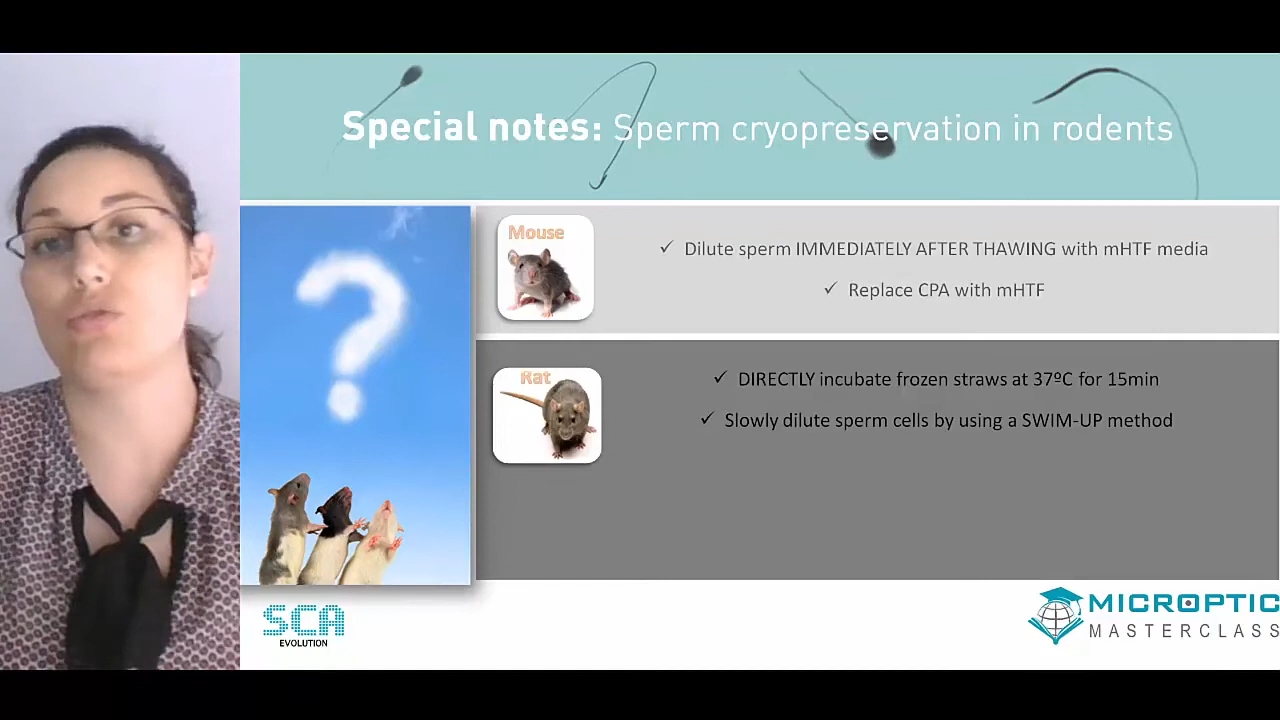 Special notes: Sperm cryopreservation in rodents
Mouse
✓ Dilute sperm IMMEDIATELY AFTER THAWING with mHTF media
✓ Replace CPA with mHTF
Rat
✓ DIRECTLY incubate frozen straws at 37ºC for 15min
✓ Slowly dilute sperm cells by using a SWIM-UP method
SCA
EVOLUTION
MICROPTIC
MASTERCLASS